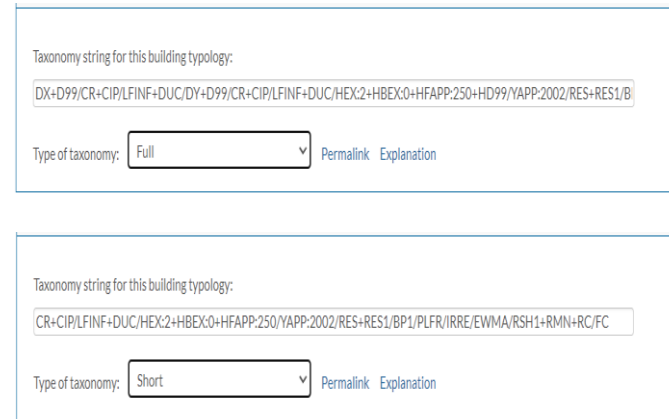 Taxonomy string for this building typology:
DX+D99/CR+CIP/LFINF+DUC/DY+D99/CR+CIP/LFINF+DUC/HEX:2+HBEX:0+HFAPP:250+HD99/YAPP:2002/RES+RES1/B
Type of taxonomy: Full Permalink Explanation
Taxonomy string for this building typology:
CR+CIP/LFINF+DUC/HEX:2+HBEX:0+HFAPP:250/YAPP:2002/RES+RES1/BP1/PLFR/IRRE/EWMA/RSH1+RMN+RC/FC
Type of taxonomy: Short Permalink Explanation